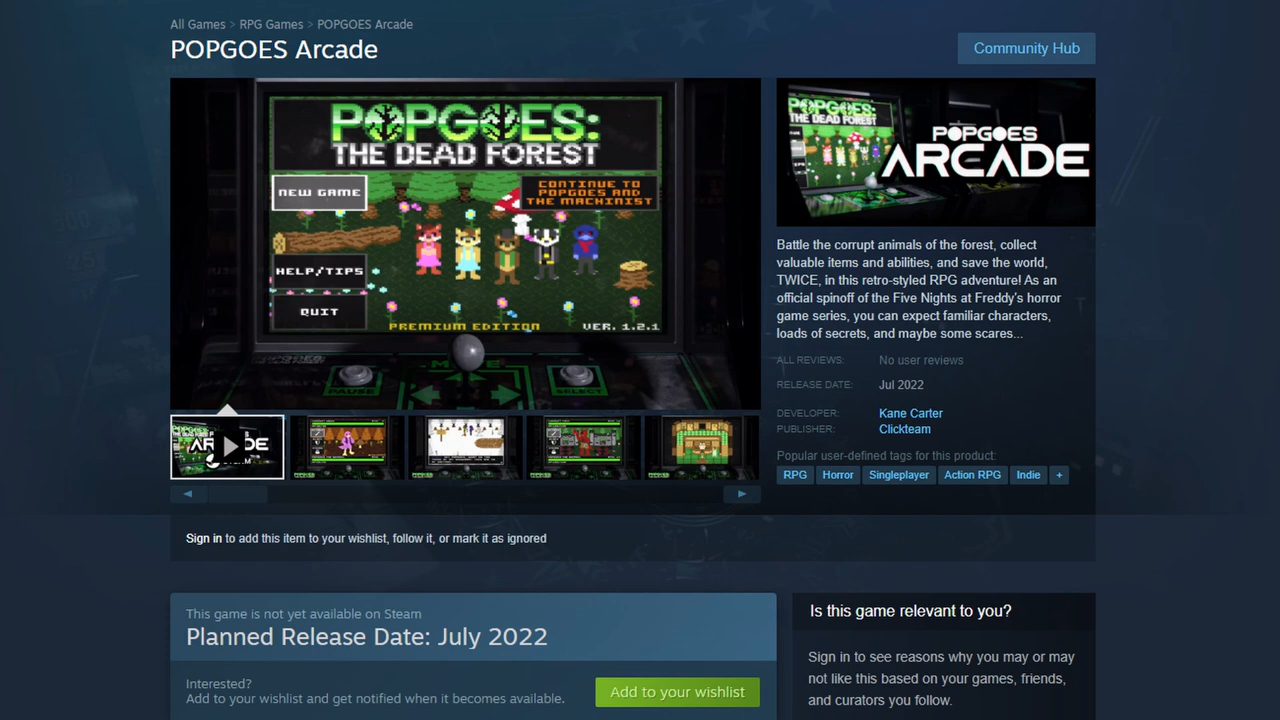 All Games > RPG Games > POPGOES Arcade
POPGOES Arcade
Community Hub
POPGOES:
THE DEAD FOREST
NEW GAME
CONTINUE TO
POPGOES AND
THE MACHINIST
HELP/TIPS
QUIT
PREMIUM EDITION
VER. 1.2.1
MOVE
PAUSE
SELECT
POPGOES:
THE DEAD FOREST
POPGOES
ARCADE
Battle the corrupt animals of the forest, collect
valuable items and abilities, and save the world,
TWICE, in this retro-styled RPG adventure! As an
official spinoff of the Five Nights at Freddy's horror
game series, you can expect familiar characters,
loads of secrets, and maybe some scares...
ALL REVIEWS: No user reviews
RELEASE DATE: Jul 2022
DEVELOPER: Kane Carter
PUBLISHER: Clickteam
Popular user-defined tags for this product:
RPG Horror Singleplayer Action RPG Indie +
Sign in to add this item to your wishlist, follow it, or mark it as ignored
This game is not yet available on Steam
Planned Release Date: July 2022
Interested?
Add to your wishlist and get notified when it becomes available.
Add to your wishlist
Is this game relevant to you?
Sign in to see reasons why you may or may
not like this based on your games, friends,
and curators you follow.